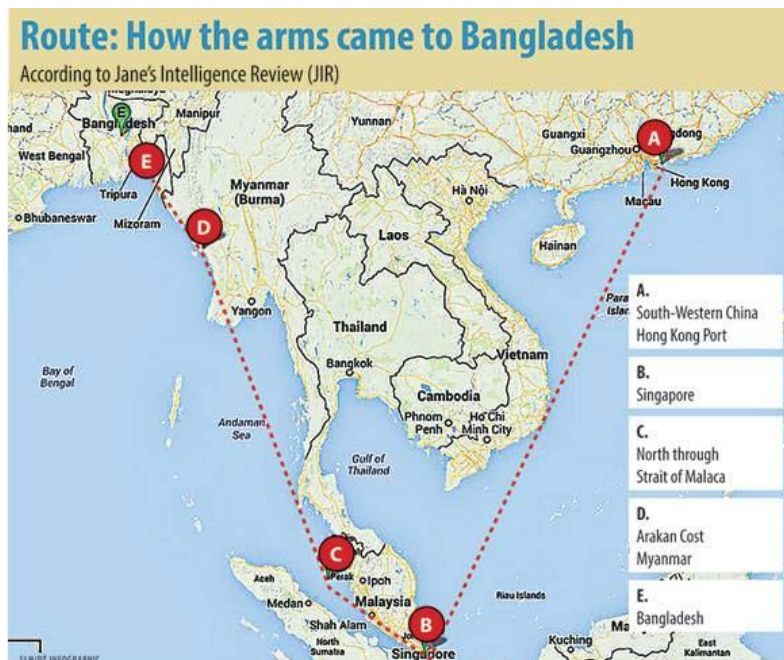 Route: How the arms came to Bangladesh
According to Jane's Intelligence Review (JIR)
E
Bangladesh
Manipur
Yunnan
Guangxi
A
Guangzhou
West Bengal
E
Hong Kong
Macau
Tripura
Myanmar
(Burma)
Hà Nội
Bhubaneswar
Mizoram
D
Laos
Hainan
A.
South-Western China
Hong Kong Port
Yangon
Thailand
Vietnam
Bay of
Bengal
Bangkok
B.
Singapore
Cambodia
Andaman
Sea
Phnom
Penh
Ho Chi
Minh City
C.
North through
Strait of Malaca
Gulf of
Thailand
D.
Arakan Cost
Myanmar
C
Perak
Ipoh
Aceh
Riau Islands
E.
Bangladesh
Medan
Malaysia
Shah Alam
B
North
Sumatra
Singapore
Kuching
East
Kalimantan